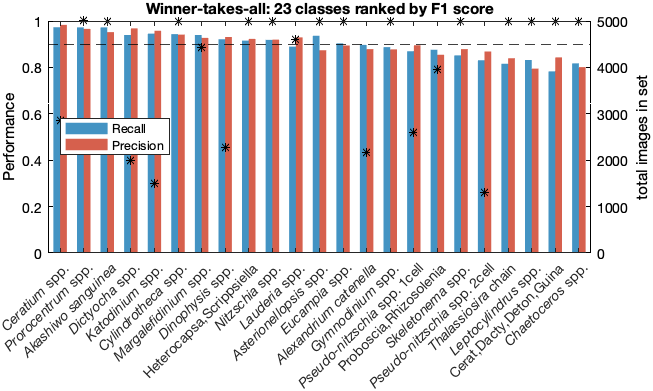 Winner-takes-all: 23 classes ranked by F1 score
Performance
1
0.8
0.6
0.4
0.2
0
Recall
Precision
5000
4000
3000
2000
1000
0
total images in set
Ceratium spp.
Prorocentrum spp.
Akashiwo sanguinea
Dictyocha spp.
Katodinium spp.
Cylindrotheca spp.
Margalefidinium spp.
Dinophysis spp.
Heterocapsa,Scrippsiella
Nitzschia spp.
Lauderia spp.
Asterionellopsis spp.
Eucampia spp.
Alexandrium catenella
Gymnodinium spp.
Pseudo-nitzschia spp. 1cell
Proboscia,Rhizosolenia
Skeletonema spp.
Pseudo-nitzschia spp. 2cell
Thalassiosira chain
Leptocylindrus spp.
Cerat,Dacty,Deton,Guina
Chaetoceros spp.